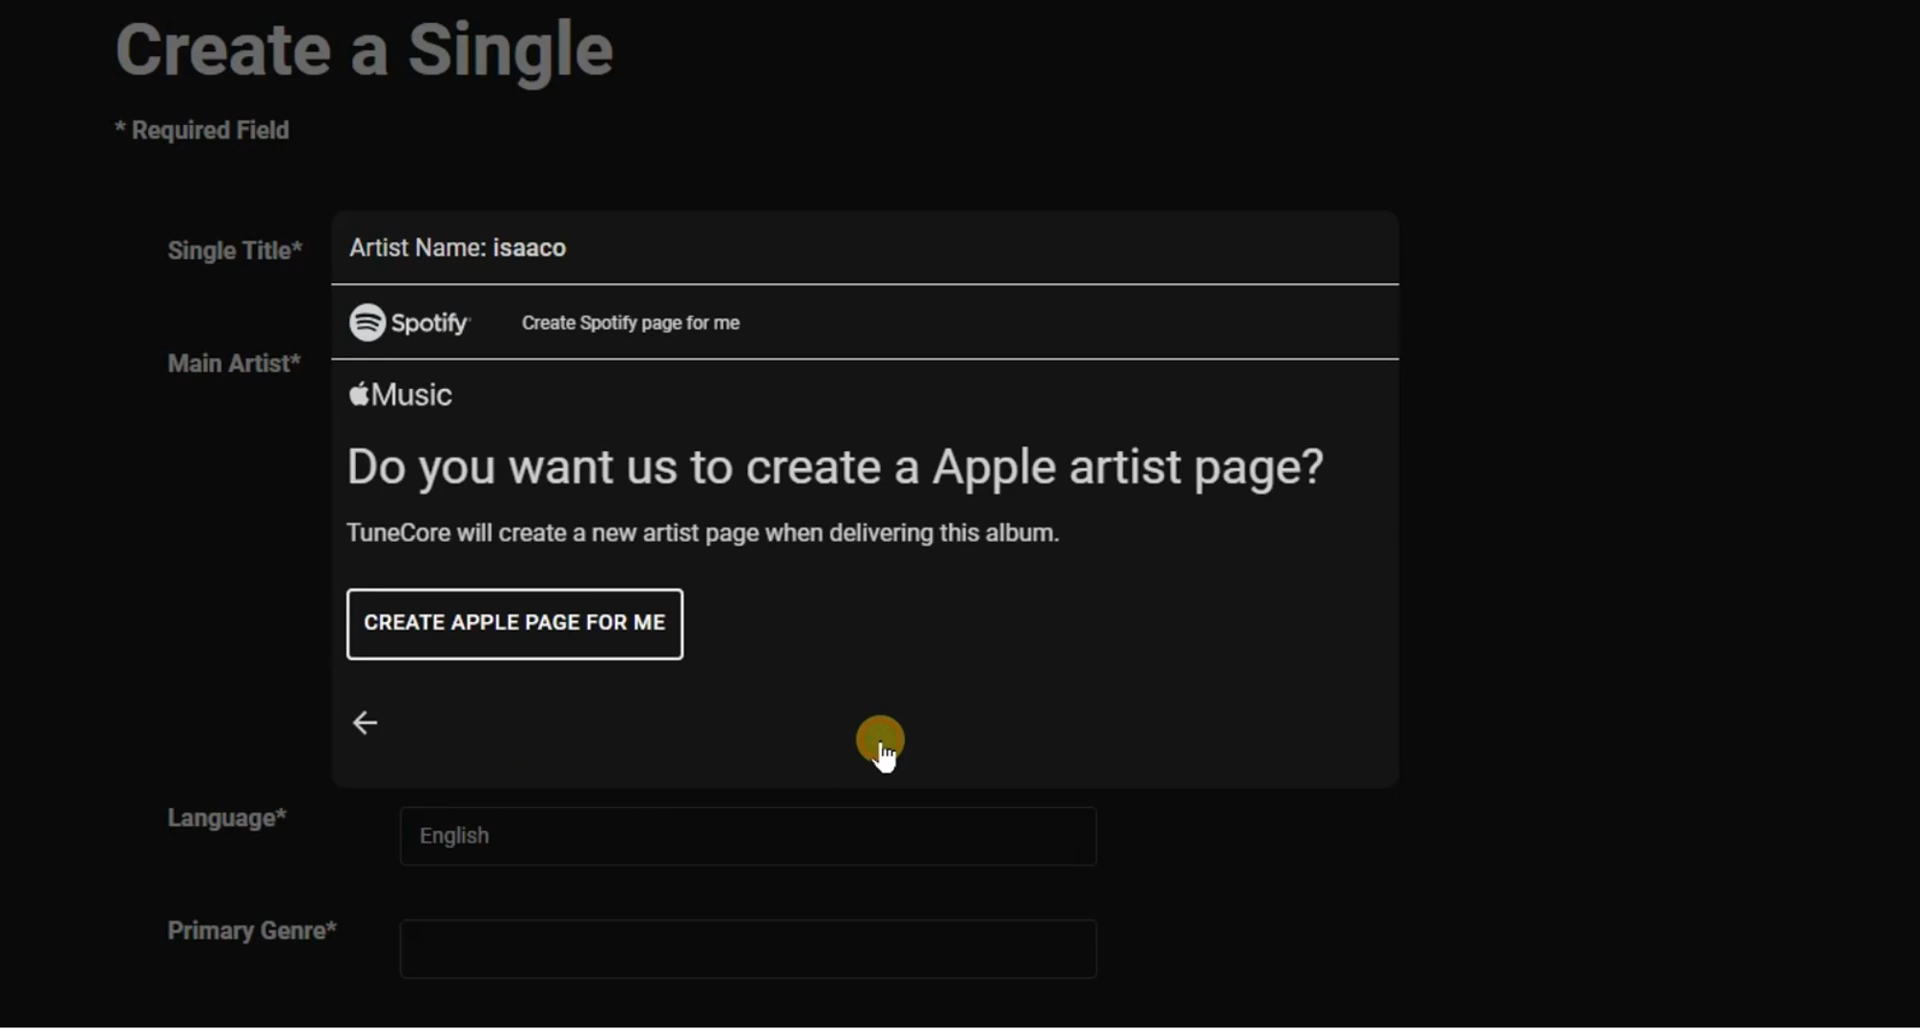 Create a Single
* Required Field
Single Title*
Artist Name: isaaco
Spotify Create Spotify page for me
Main Artist*
Music
Do you want us to create a Apple artist page?
TuneCore will create a new artist page when delivering this album.
CREATE APPLE PAGE FOR ME
Language*
English
Primary Genre*